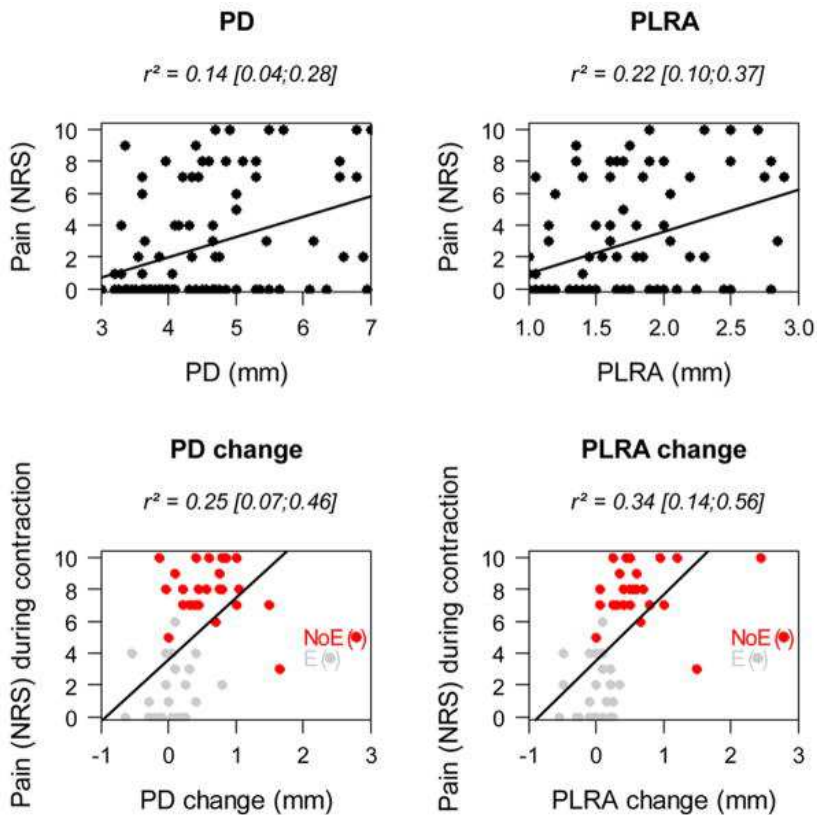 PD
r² = 0.14 [0.04;0.28]
Pain (NRS)
10
8
6
4
2
0
3 4 5 6 7
PD (mm)
PLRA
r² = 0.22 [0.10;0.37]
Pain (NRS)
10
8
6
4
2
0
1.0 1.5 2.0 2.5 3.0
PLRA (mm)
PD change
r² = 0.25 [0.07;0.46]
Pain (NRS) during contraction
10
8
6
4
2
0
NoE (•)
E (•)
-1 0 1 2 3
PD change (mm)
PLRA change
r² = 0.34 [0.14;0.56]
Pain (NRS) during contraction
10
8
6
4
2
0
NoE (•)
E (•)
-1 0 1 2 3
PLRA change (mm)